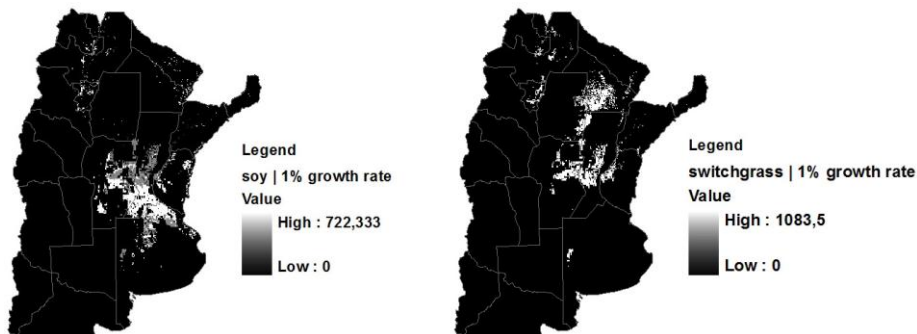 Legend
soy | 1% growth rate
Value
High : 722,333
Low : 0
Legend
switchgrass | 1% growth rate
Value
High : 1083,5
Low : 0